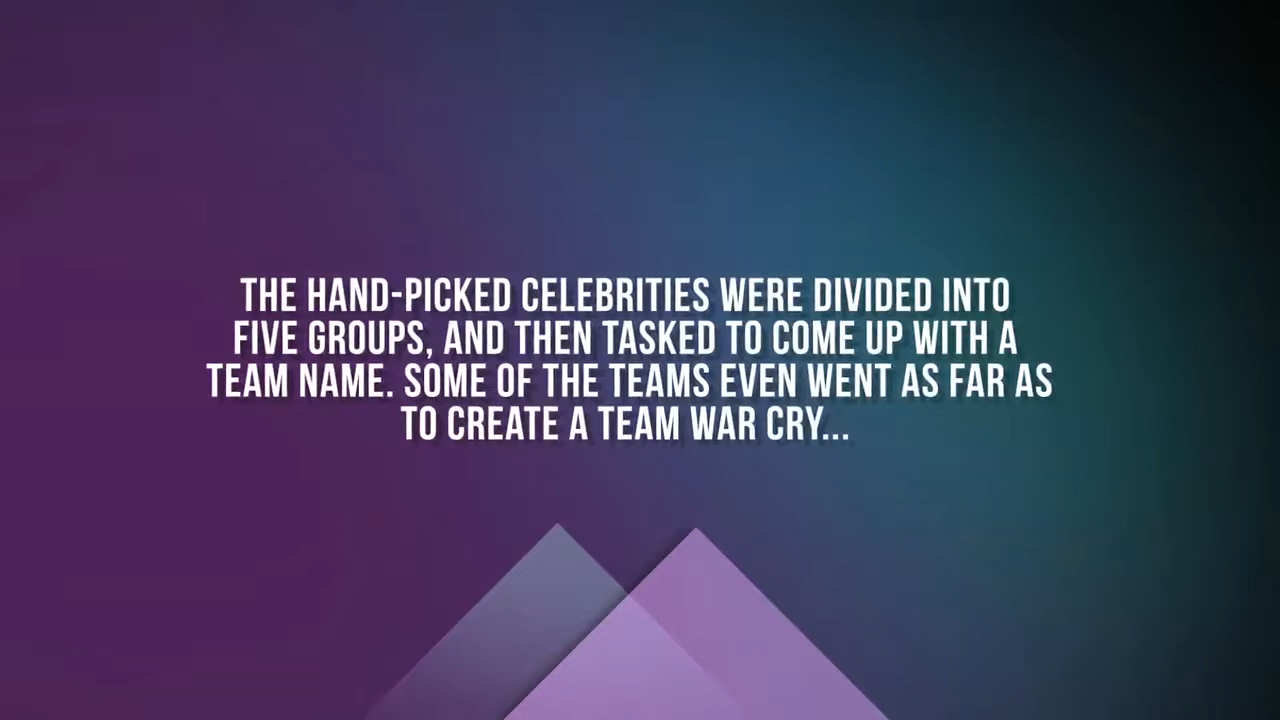 THE HAND-PICKED CELEBRITIES WERE DIVIDED INTO
FIVE GROUPS, AND THEN TASKED TO COME UP WITH A
TEAM NAME. SOME OF THE TEAMS EVEN WENT AS FAR AS
TO CREATE A TEAM WAR CRY...